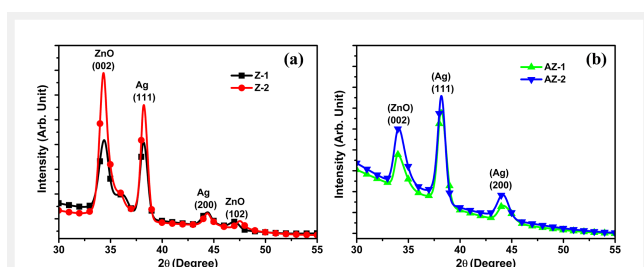 (a)
ZnO
(002)
Ag
(111)
Z-1
Z-2
Ag
(200)
ZnO
(102)
Intensity (Arb. Unit)
30 35 40 45 50 55
2θ (Degree)
(b)
(Ag)
(111)
AZ-1
AZ-2
(ZnO)
(002)
(Ag)
(200)
Intensity (Arb. Unit)
30 35 40 45 50 55
2θ (Degree)